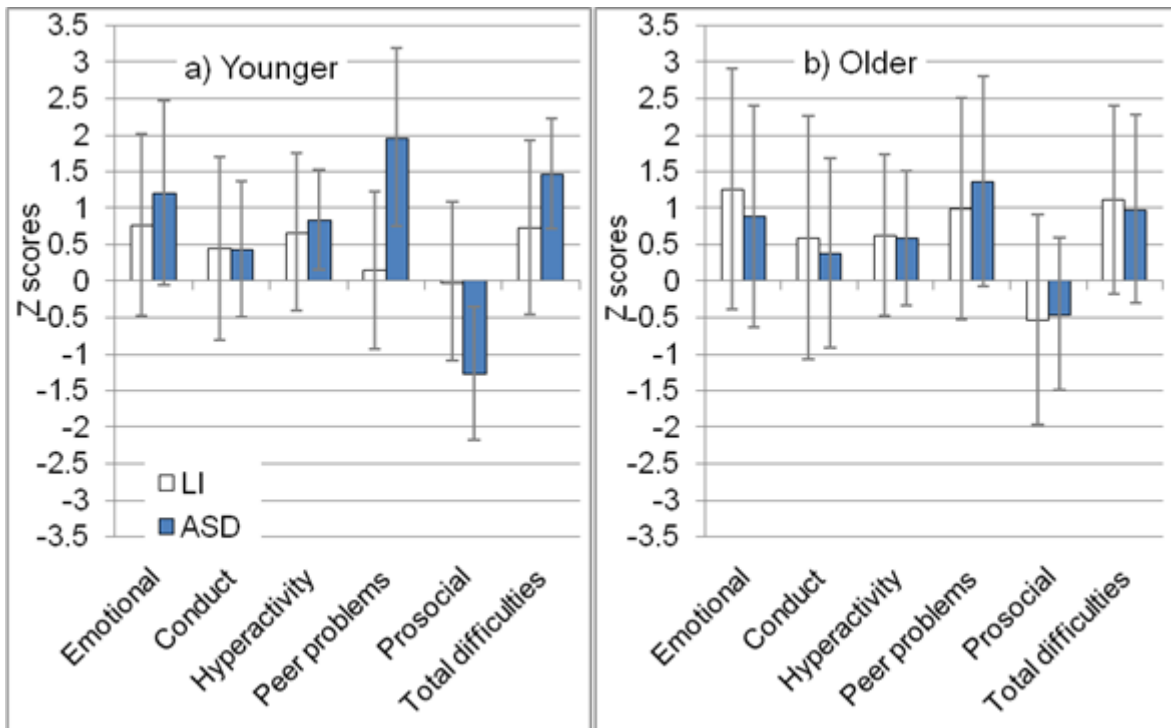 a) Younger
3.5
3
2.5
2
1.5
1
0.5
0
-0.5
-1
-1.5
-2
-2.5
-3
-3.5
Z scores
LI
ASD
Emotional
Conduct
Hyperactivity
Peer problems
Prosocial
Total difficulties
b) Older
3.5
3
2.5
2
1.5
1
0.5
0
-0.5
-1
-1.5
-2
-2.5
-3
-3.5
Z scores
Emotional
Conduct
Hyperactivity
Peer problems
Prosocial
Total difficulties